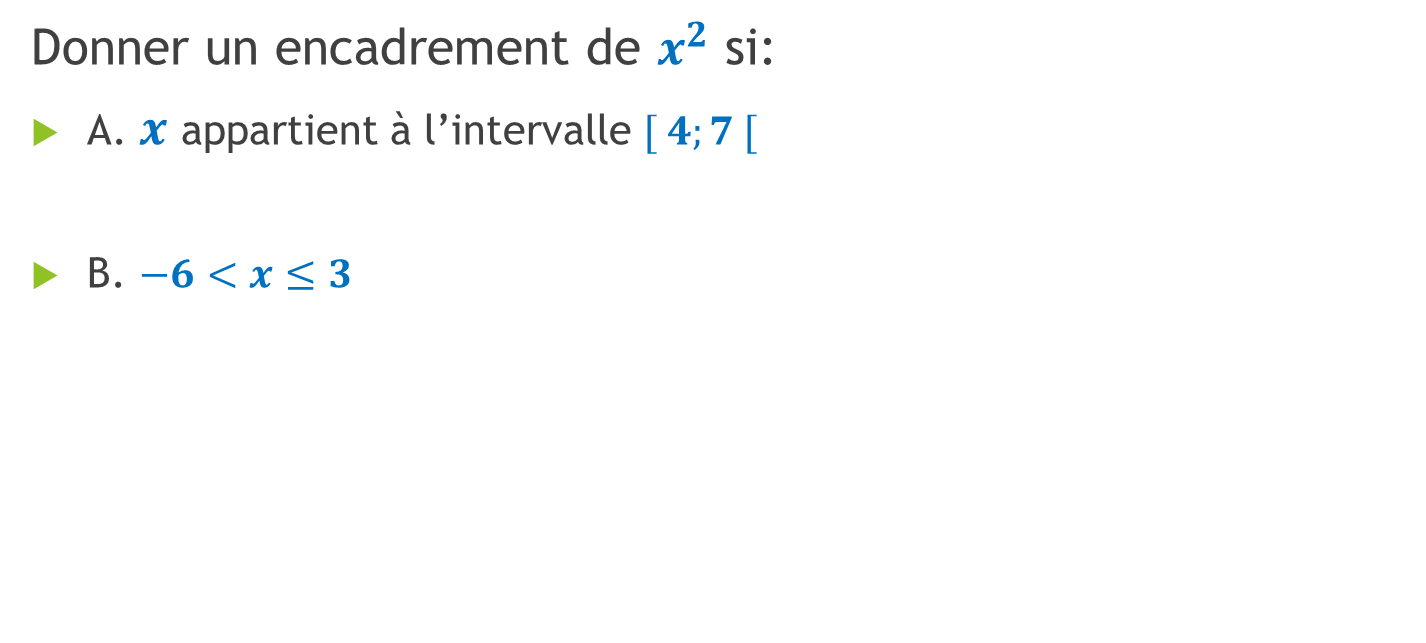 Donner un encadrement de x² si:
A. x appartient à l’intervalle [ 4; 7 [
B. −6 < x ≤ 3